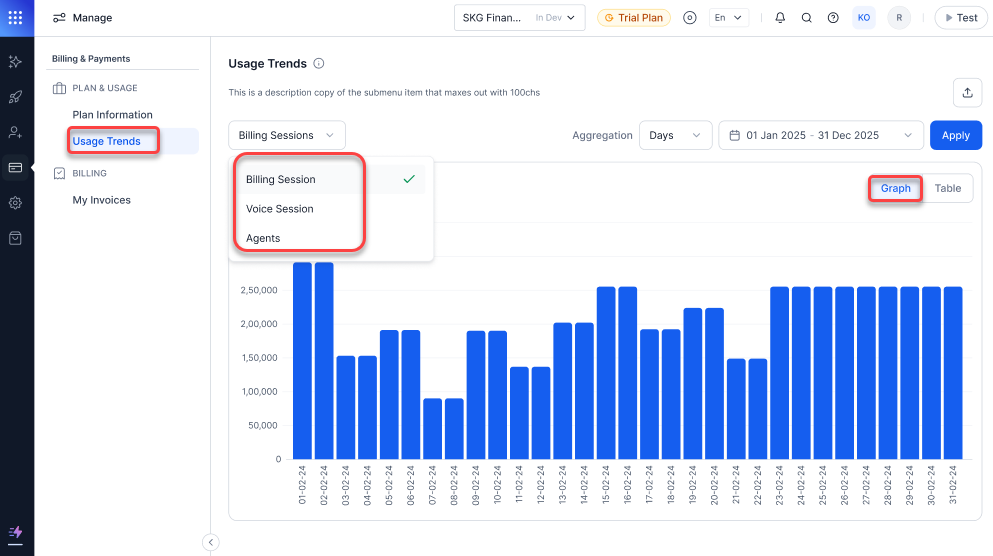 Manage
SKG Finan... In Dev
Trial Plan
En
KO
R
Test
Billing & Payments
PLAN & USAGE
Plan Information
Usage Trends
BILLING
My Invoices
Usage Trends
This is a description copy of the submenu item that maxes out with 100chs
Billing Sessions
Aggregation
Days
01 Jan 2025 - 31 Dec 2025
Apply
Billing Session
Voice Session
Agents
Graph
Table
2,50,000
2,00,000
1,50,000
1,00,000
50,000
0
01-02-24
02-02-24
03-02-24
04-02-24
05-02-24
06-02-24
07-02-24
08-02-24
09-02-24
10-02-24
11-02-24
12-02-24
13-02-24
14-02-24
15-02-24
16-02-24
17-02-24
18-02-24
19-02-24
20-02-24
21-02-24
22-02-24
23-02-24
24-02-24
25-02-24
26-02-24
27-02-24
28-02-24
29-02-24
30-02-24
31-02-24